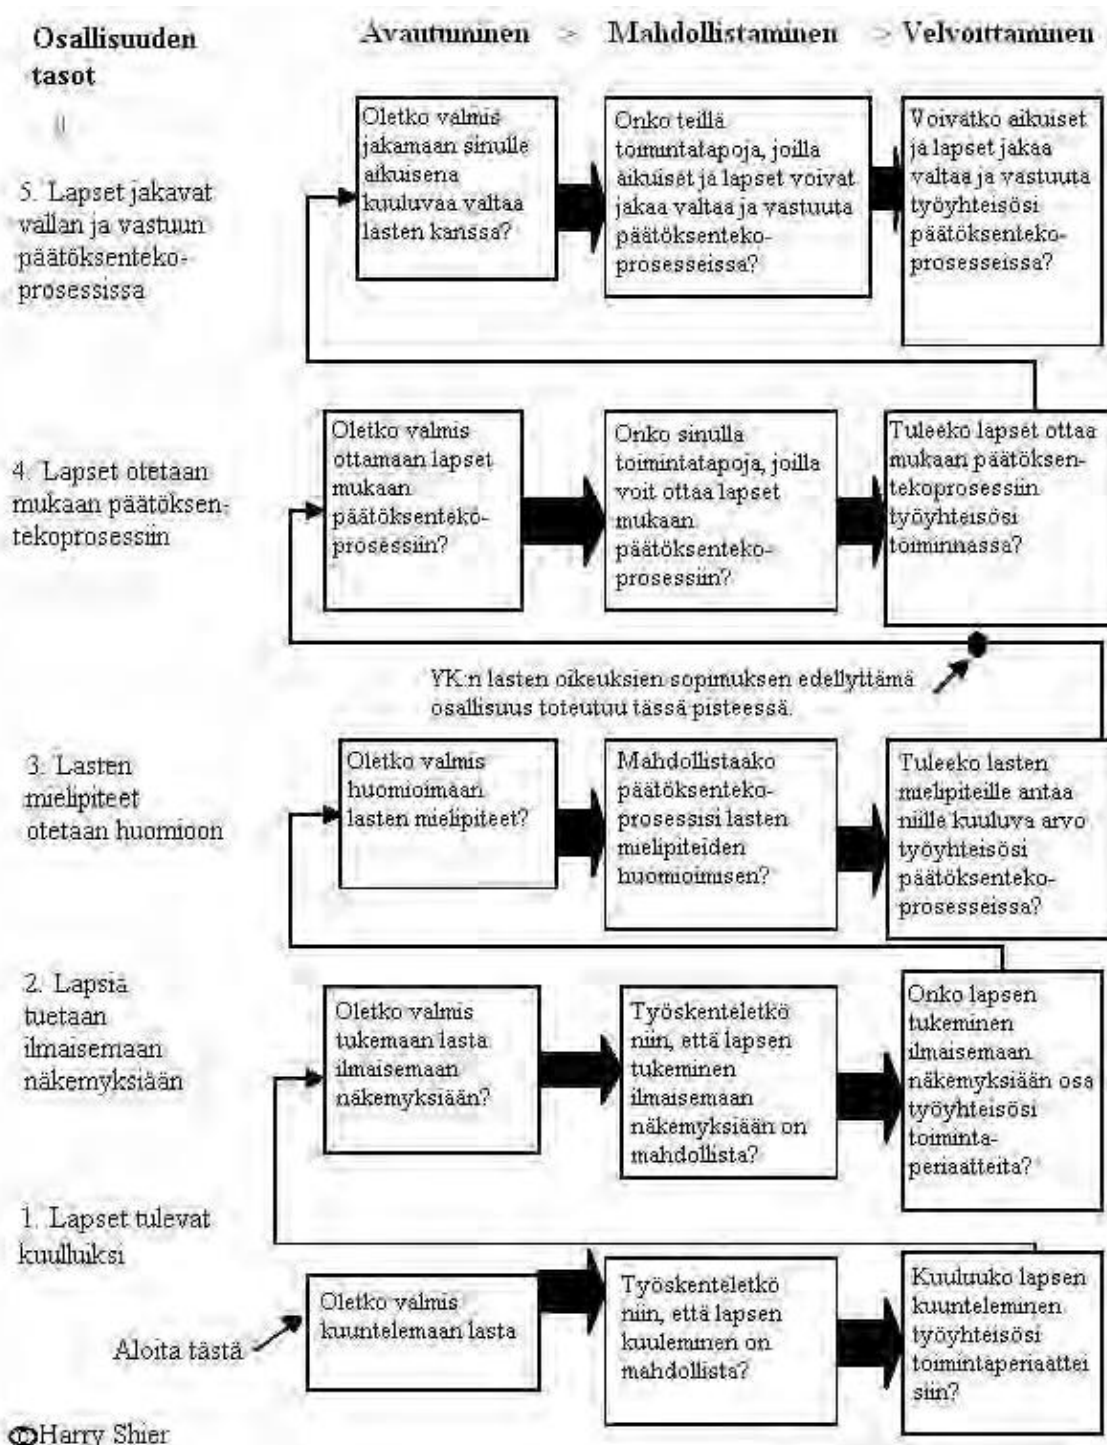 Osallisuuden
tasot
Avautuminen > Mahdollistaminen > Velvoittaminen
5. Lapset jakavat
vallan ja vastuun
päätöksenteko-
prosessissa
Oletko valmis
jakamaan sinulle
aikuisena
kuuluvaa valtaa
lasten kanssa?
Onko teillä
toimintatapoja, joilla
aikuiset ja lapset voivat
jakaa valtaa ja vastuuta
päätöksenteko-
prosesseissa?
Voivatko aikuiset
ja lapset jakaa
valtaa ja vastuuta
työyhteisösi
päätöksenteko-
prosesseissa?
4. Lapset otetaan
mukaan päätöksen-
tekoprosessiin
Oletko valmis
ottamaan lapset
mukaan
päätöksenteko-
prosessiin?
Onko sinulla
toimintatapoja, joilla
voit ottaa lapset
mukaan
päätöksenteko-
prosessiin?
Tuleeko lapset ottaa
mukaan päätöksen-
tekoprosessiin
työyhteisösi
toiminnassa?
YK:n lasten oikeuksien sopimuksen edellyttämä
osallisuus toteutuu tässä pisteessä.
3. Lasten
mielipiteet
otetaan huomioon
Oletko valmis
huomioimaan
lasten mielipiteet?
Mahdollistaako
päätöksenteko-
prosessisi lasten
mielipiteiden
huomioimisen?
Tuleeko lasten
mielipiteille antaa
niille kuuluva arvo
työyhteisösi
päätöksenteko-
prosesseissa?
2. Lapsia
tuetaan
ilmaisemaan
näkemyksiään
Oletko valmis
tukemaan lasta
ilmaisemaan
näkemyksiään?
Työskenteletkö
niin, että lapsen
tukeminen
ilmaisemaan
näkemyksiään on
mahdollista?
Onko lapsen
tukeminen
ilmaisemaan
näkemyksiään osa
työyhteisösi
toiminta-
periaatteita?
1. Lapset tulevat
kuulluiksi
Aloita tästä
Oletko valmis
kuuntelemaan lasta
Työskenteletkö
niin, että lapsen
kuuleminen on
mahdollista?
Kuuluuko lapsen
kuunteleminen
työyhteisösi
toimintaperiaattei
siin?
©Harry Shier